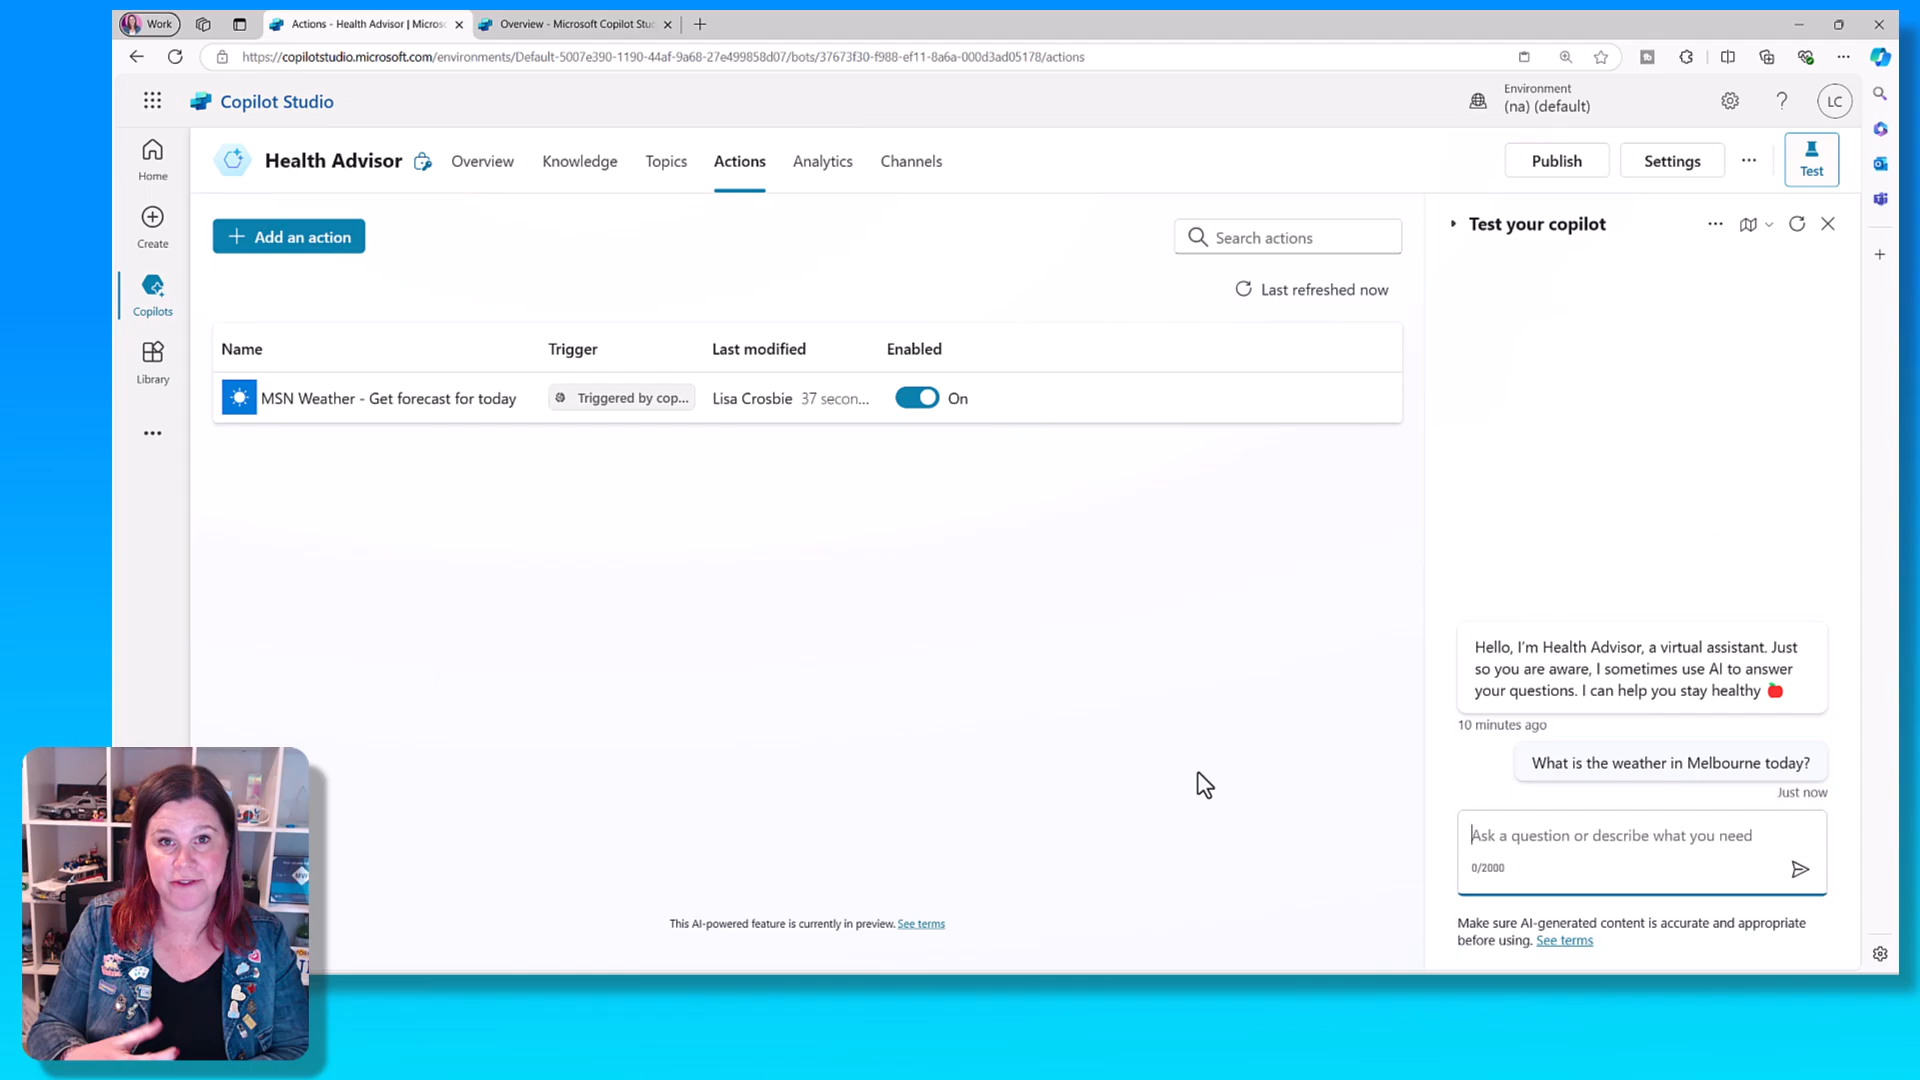 Work
Actions - Health Advisor | Micros
Overview - Microsoft Copilot Stu
https://copilotstudio.microsoft.com/environments/Default-5007e390-1190-44af-9a68-27e499858d07/bots/37673f30-f988-ef11-8a6a-000d3ad05178/actions
Copilot Studio
Environment
(na) (default)
LC
Home
Create
Copilots
Library
Health Advisor
Overview
Knowledge
Topics
Actions
Analytics
Channels
Publish
Settings
Test
Add an action
Search actions
Last refreshed now
Name
Trigger
Last modified
Enabled
MSN Weather - Get forecast for today
Triggered by cop...
Lisa Crosbie
37 secon...
On
This AI-powered feature is currently in preview. See terms
Test your copilot
Hello, I'm Health Advisor, a virtual assistant. Just
so you are aware, I sometimes use AI to answer
your questions. I can help you stay healthy 🍎
10 minutes ago
What is the weather in Melbourne today?
Just now
Ask a question or describe what you need
0/2000
Make sure AI-generated content is accurate and appropriate
before using. See terms